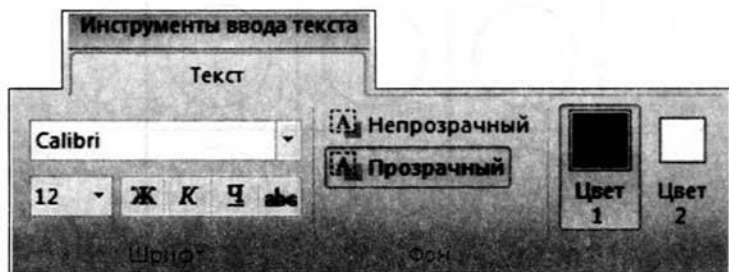 Инструменты ввода текста
Текст
Calibri
Непрозрачный
Прозрачный
12 Ж К Ч abc
Цвет 1
Цвет 2
Шрифт
Фон